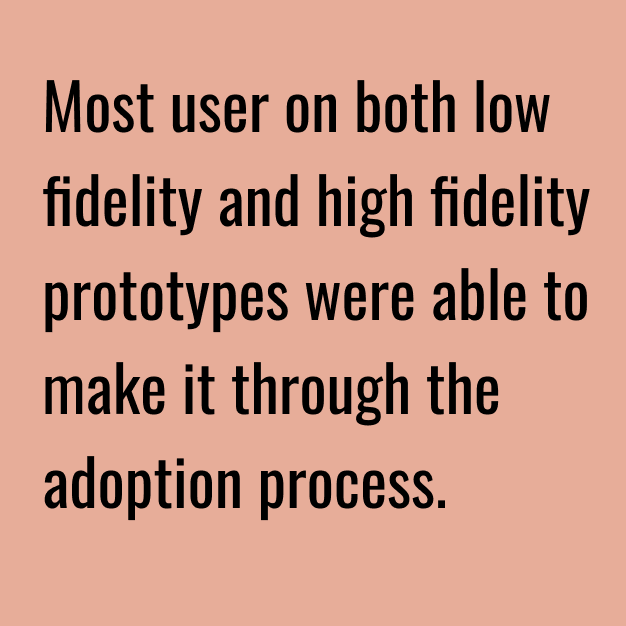 Most user on both low
fidelity and high fidelity
prototypes were able to
make it through the
adoption process.